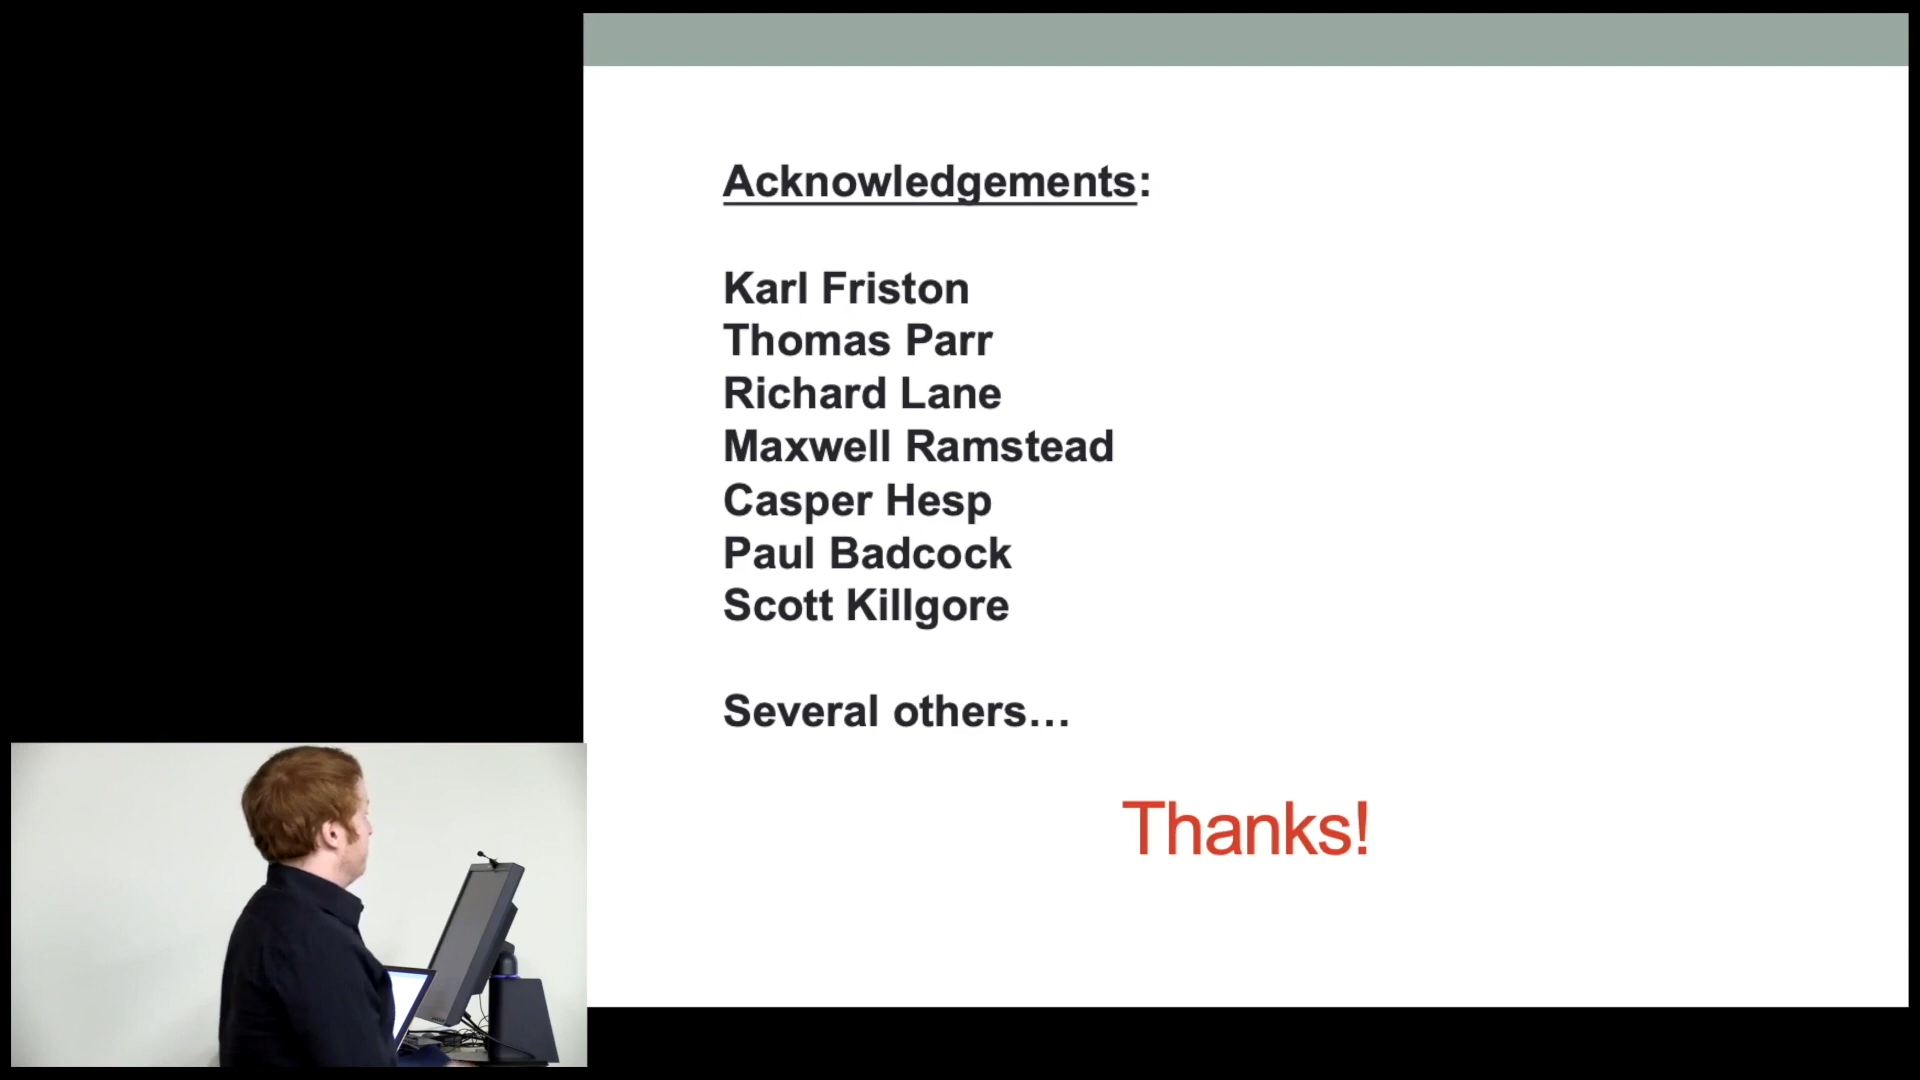 Acknowledgements:
Karl Friston
Thomas Parr
Richard Lane
Maxwell Ramstead
Casper Hesp
Paul Badcock
Scott Killgore
Several others…
Thanks!